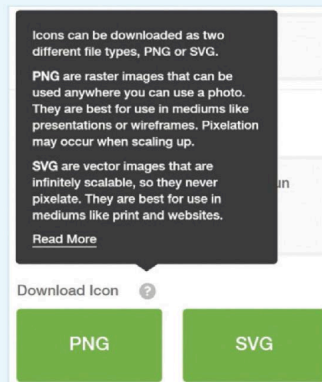 Icons can be downloaded as two
different file types, PNG or SVG.
PNG are raster images that can be
used anywhere you can use a photo.
They are best for use in mediums like
presentations or wireframes. Pixelation
may occur when scaling up.
SVG are vector images that are
infinitely scalable, so they never
pixelate. They are best for use in
mediums like print and websites.
Read More
un
Download Icon ?
PNG SVG